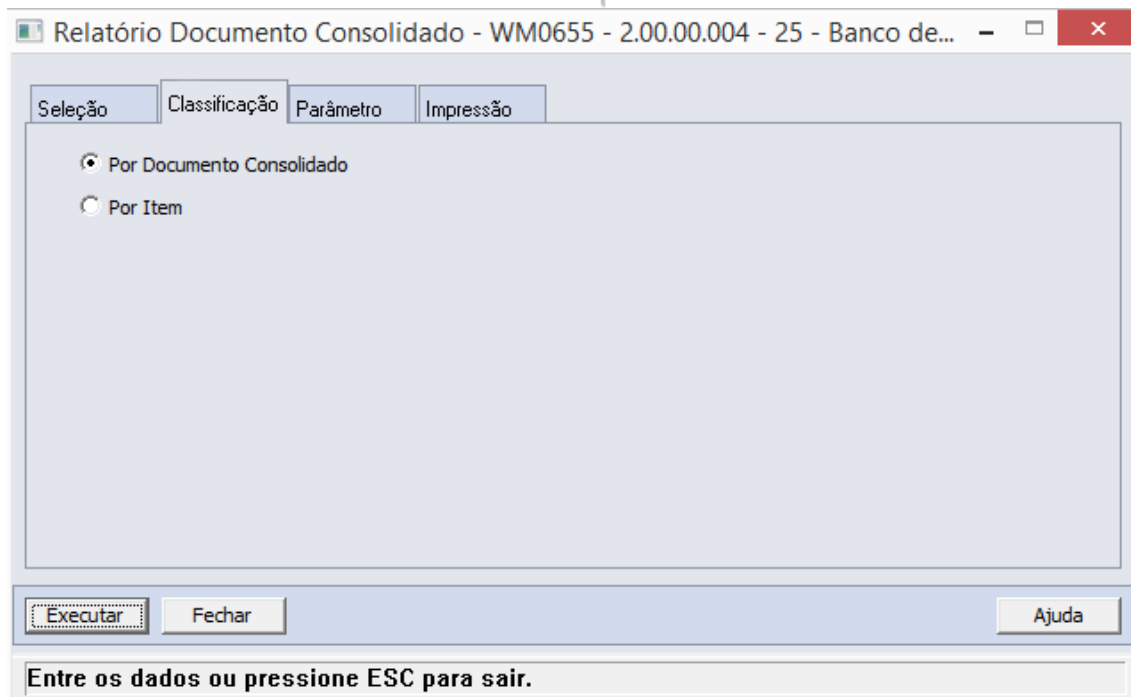 Relatório Documento Consolidado - WM0655 - 2.00.00.004 - 25 - Banco de...
Seleção Classificação Parâmetro Impressão
Por Documento Consolidado
Por Item
Executar Fechar Ajuda
Entre os dados ou pressione ESC para sair.